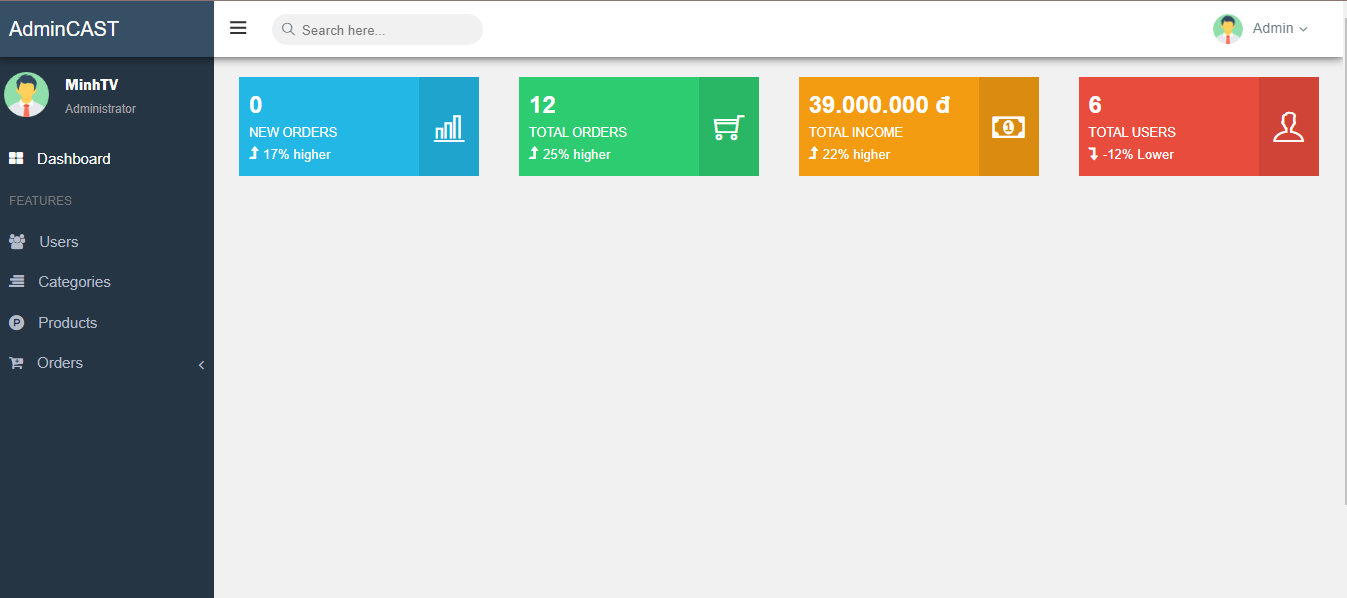 AdminCAST
Search here...
Admin
MinhTV
Administrator
Dashboard
FEATURES
Users
Categories
Products
Orders
0
NEW ORDERS
17% higher
12
TOTAL ORDERS
25% higher
39.000.000 đ
TOTAL INCOME
22% higher
6
TOTAL USERS
-12% Lower